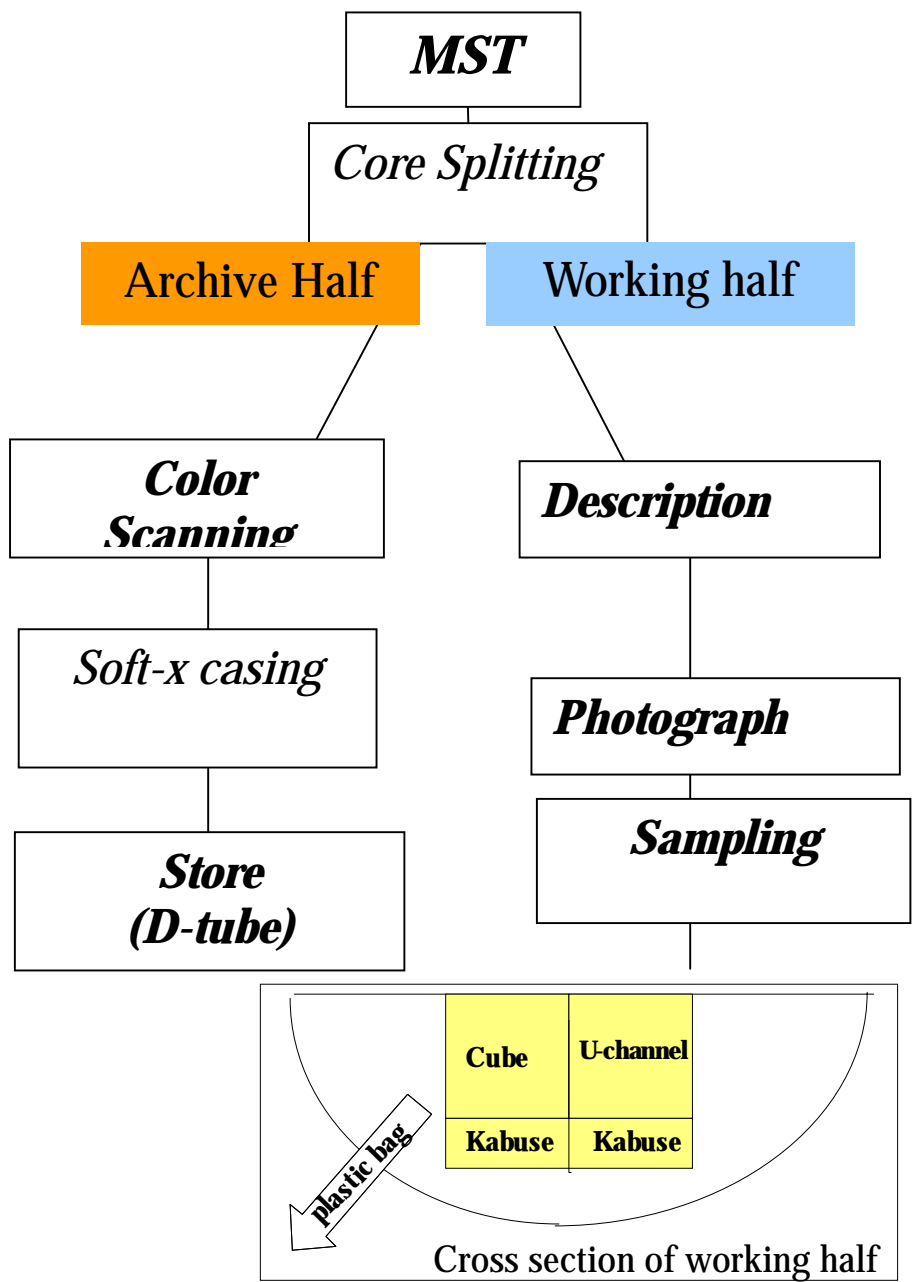 MST
Core Splitting
Archive Half
Working half
Color
Scanning
Description
Soft-x casing
Photograph
Sampling
Store
(D-tube)
Cube
U-channel
Kabuse
Kabuse
plastic bag
Cross section of working half